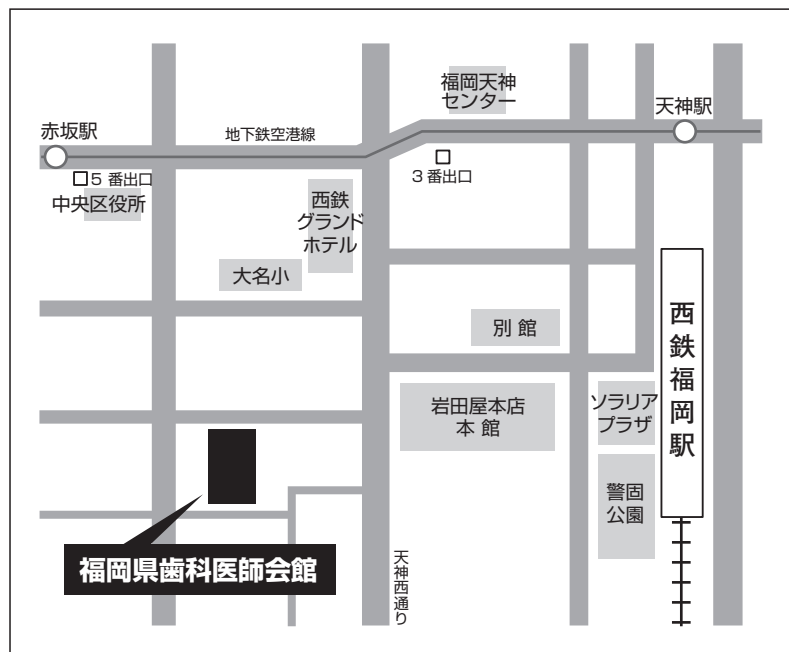 福岡天神
センター
天神駅
赤坂駅
地下鉄空港線
5 番出口
3 番出口
中央区役所
西鉄
グランド
ホテル
大名小
別 館
西鉄福岡駅
岩田屋本店
本 館
ソラリア
プラザ
警固
公園
福岡県歯科医師会館
天神西通り